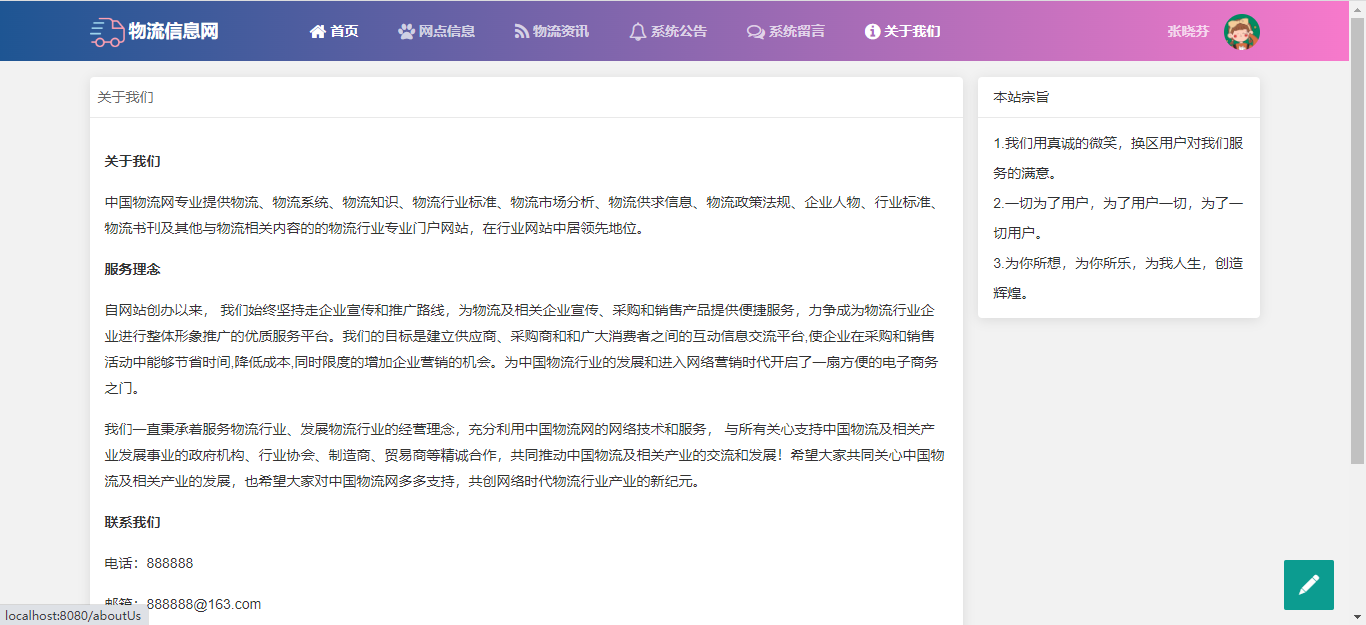 物流信息网
首页
网点信息
物流资讯
系统公告
系统留言
关于我们
张晓芬
关于我们
关于我们
中国物流网专业提供物流、物流系统、物流知识、物流行业标准、物流市场分析、物流供求信息、物流政策法规、企业人物、行业标准、
物流书刊及其他与物流相关内容的的物流行业专业门户网站，在行业网站中居领先地位。
服务理念
自网站创办以来， 我们始终坚持走企业宣传和推广路线，为物流及相关企业宣传、采购和销售产品提供便捷服务，力争成为物流行业企
业进行整体形象推广的优质服务平台。我们的目标是建立供应商、采购商和和广大消费者之间的互动信息交流平台,使企业在采购和销售
活动中能够节省时间,降低成本,同时限度的增加企业营销的机会。为中国物流行业的发展和进入网络营销时代开启了一扇方便的电子商务
之门。
我们一直秉承着服务物流行业、发展物流行业的经营理念，充分利用中国物流网的网络技术和服务， 与所有关心支持中国物流及相关产
业发展事业的政府机构、行业协会、制造商、贸易商等精诚合作，共同推动中国物流及相关产业的交流和发展！希望大家共同关心中国物
流及相关产业的发展，也希望大家对中国物流网多多支持，共创网络时代物流行业产业的新纪元。
联系我们
电话：888888
邮箱：888888@163.com
本站宗旨
1.我们用真诚的微笑，换区用户对我们服
务的满意。
2.一切为了用户，为了用户一切，为了一
切用户。
3.为你所想，为你所乐，为我人生，创造
辉煌。
localhost:8080/aboutUs